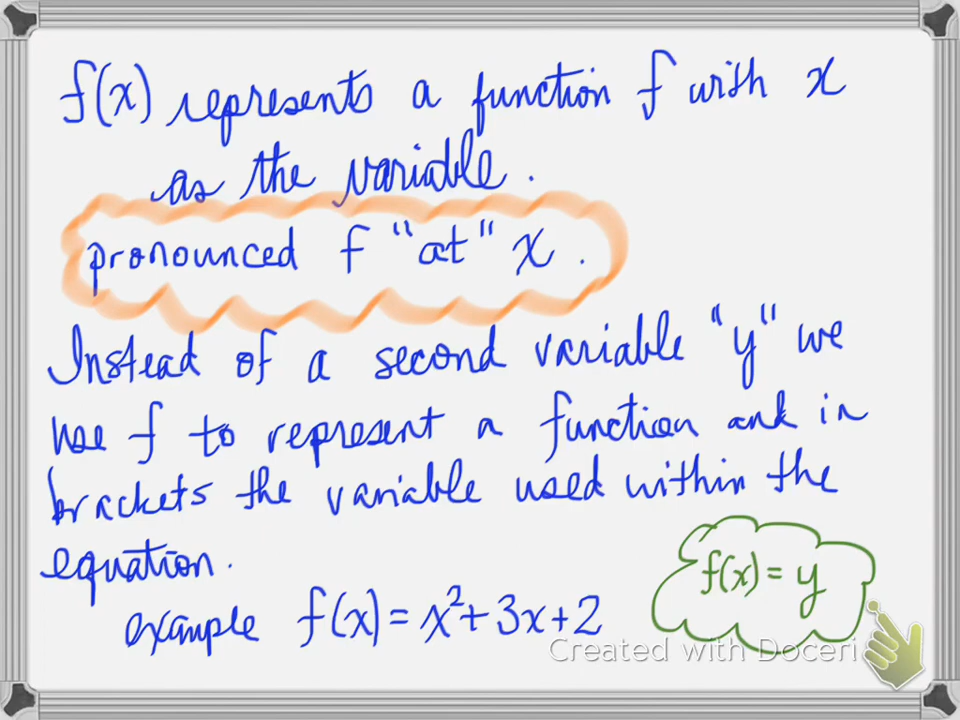 f(x) represents a function f with x
as the variable.
pronounced f "at" x.
Instead of a second variable "y" we
use f to represent a function and in
brackets the variable used within the
equation.
f(x) = y
example f(x) = x²+3x+2
Created with Doceri